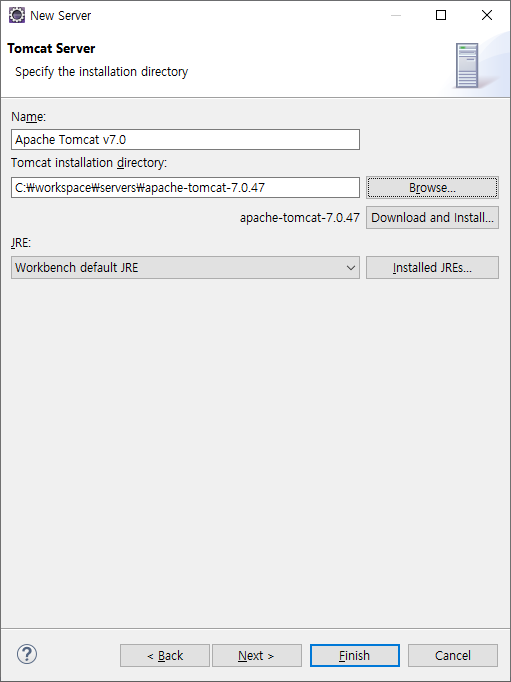 New Server
Tomcat Server
Specify the installation directory
Name:
Apache Tomcat v7.0
Tomcat installation directory:
C:₩workspace₩servers₩apache-tomcat-7.0.47
Browse...
apache-tomcat-7.0.47
Download and Install...
JRE:
Workbench default JRE
Installed JREs...
?
< Back
Next >
Finish
Cancel